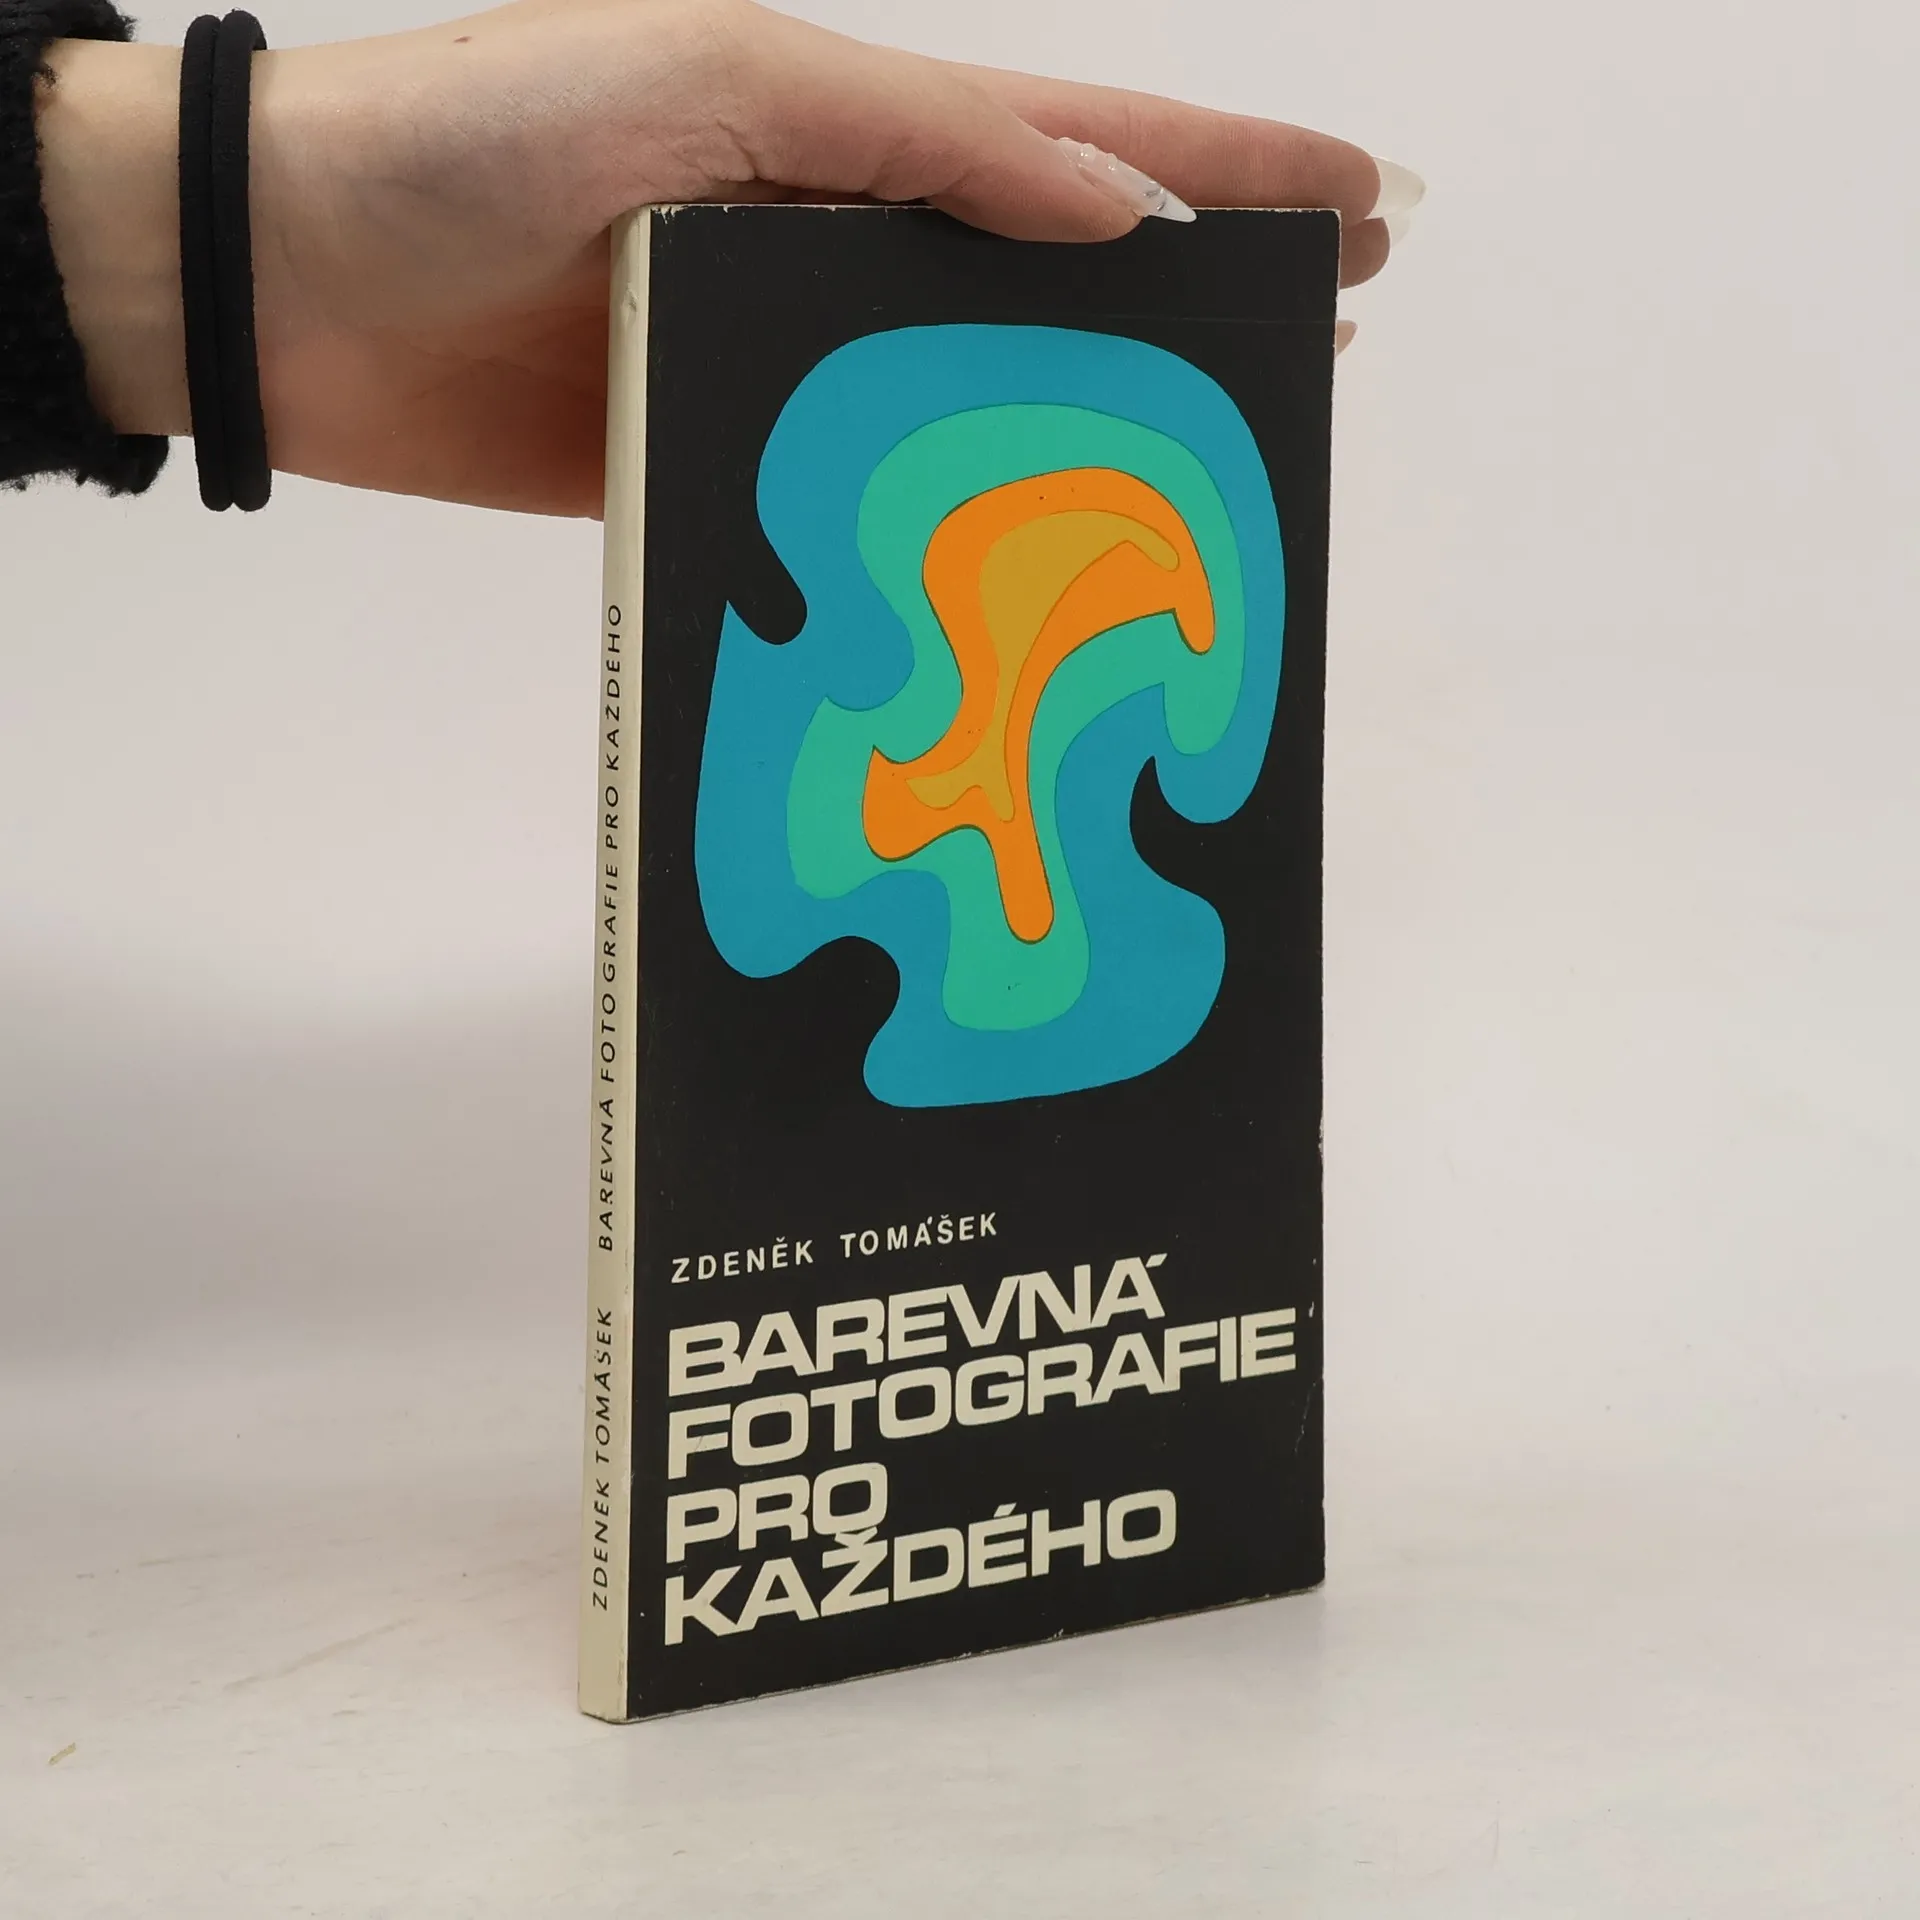 ZDENĚK TOMÁŠEK
BAREVNÁ
FOTOGRAFIE
PRO
KAŽDÉHO
ZDENĚK TOMÁŠEK BAREVNÁ FOTOGRAFIE PRO KAŽDÉHO